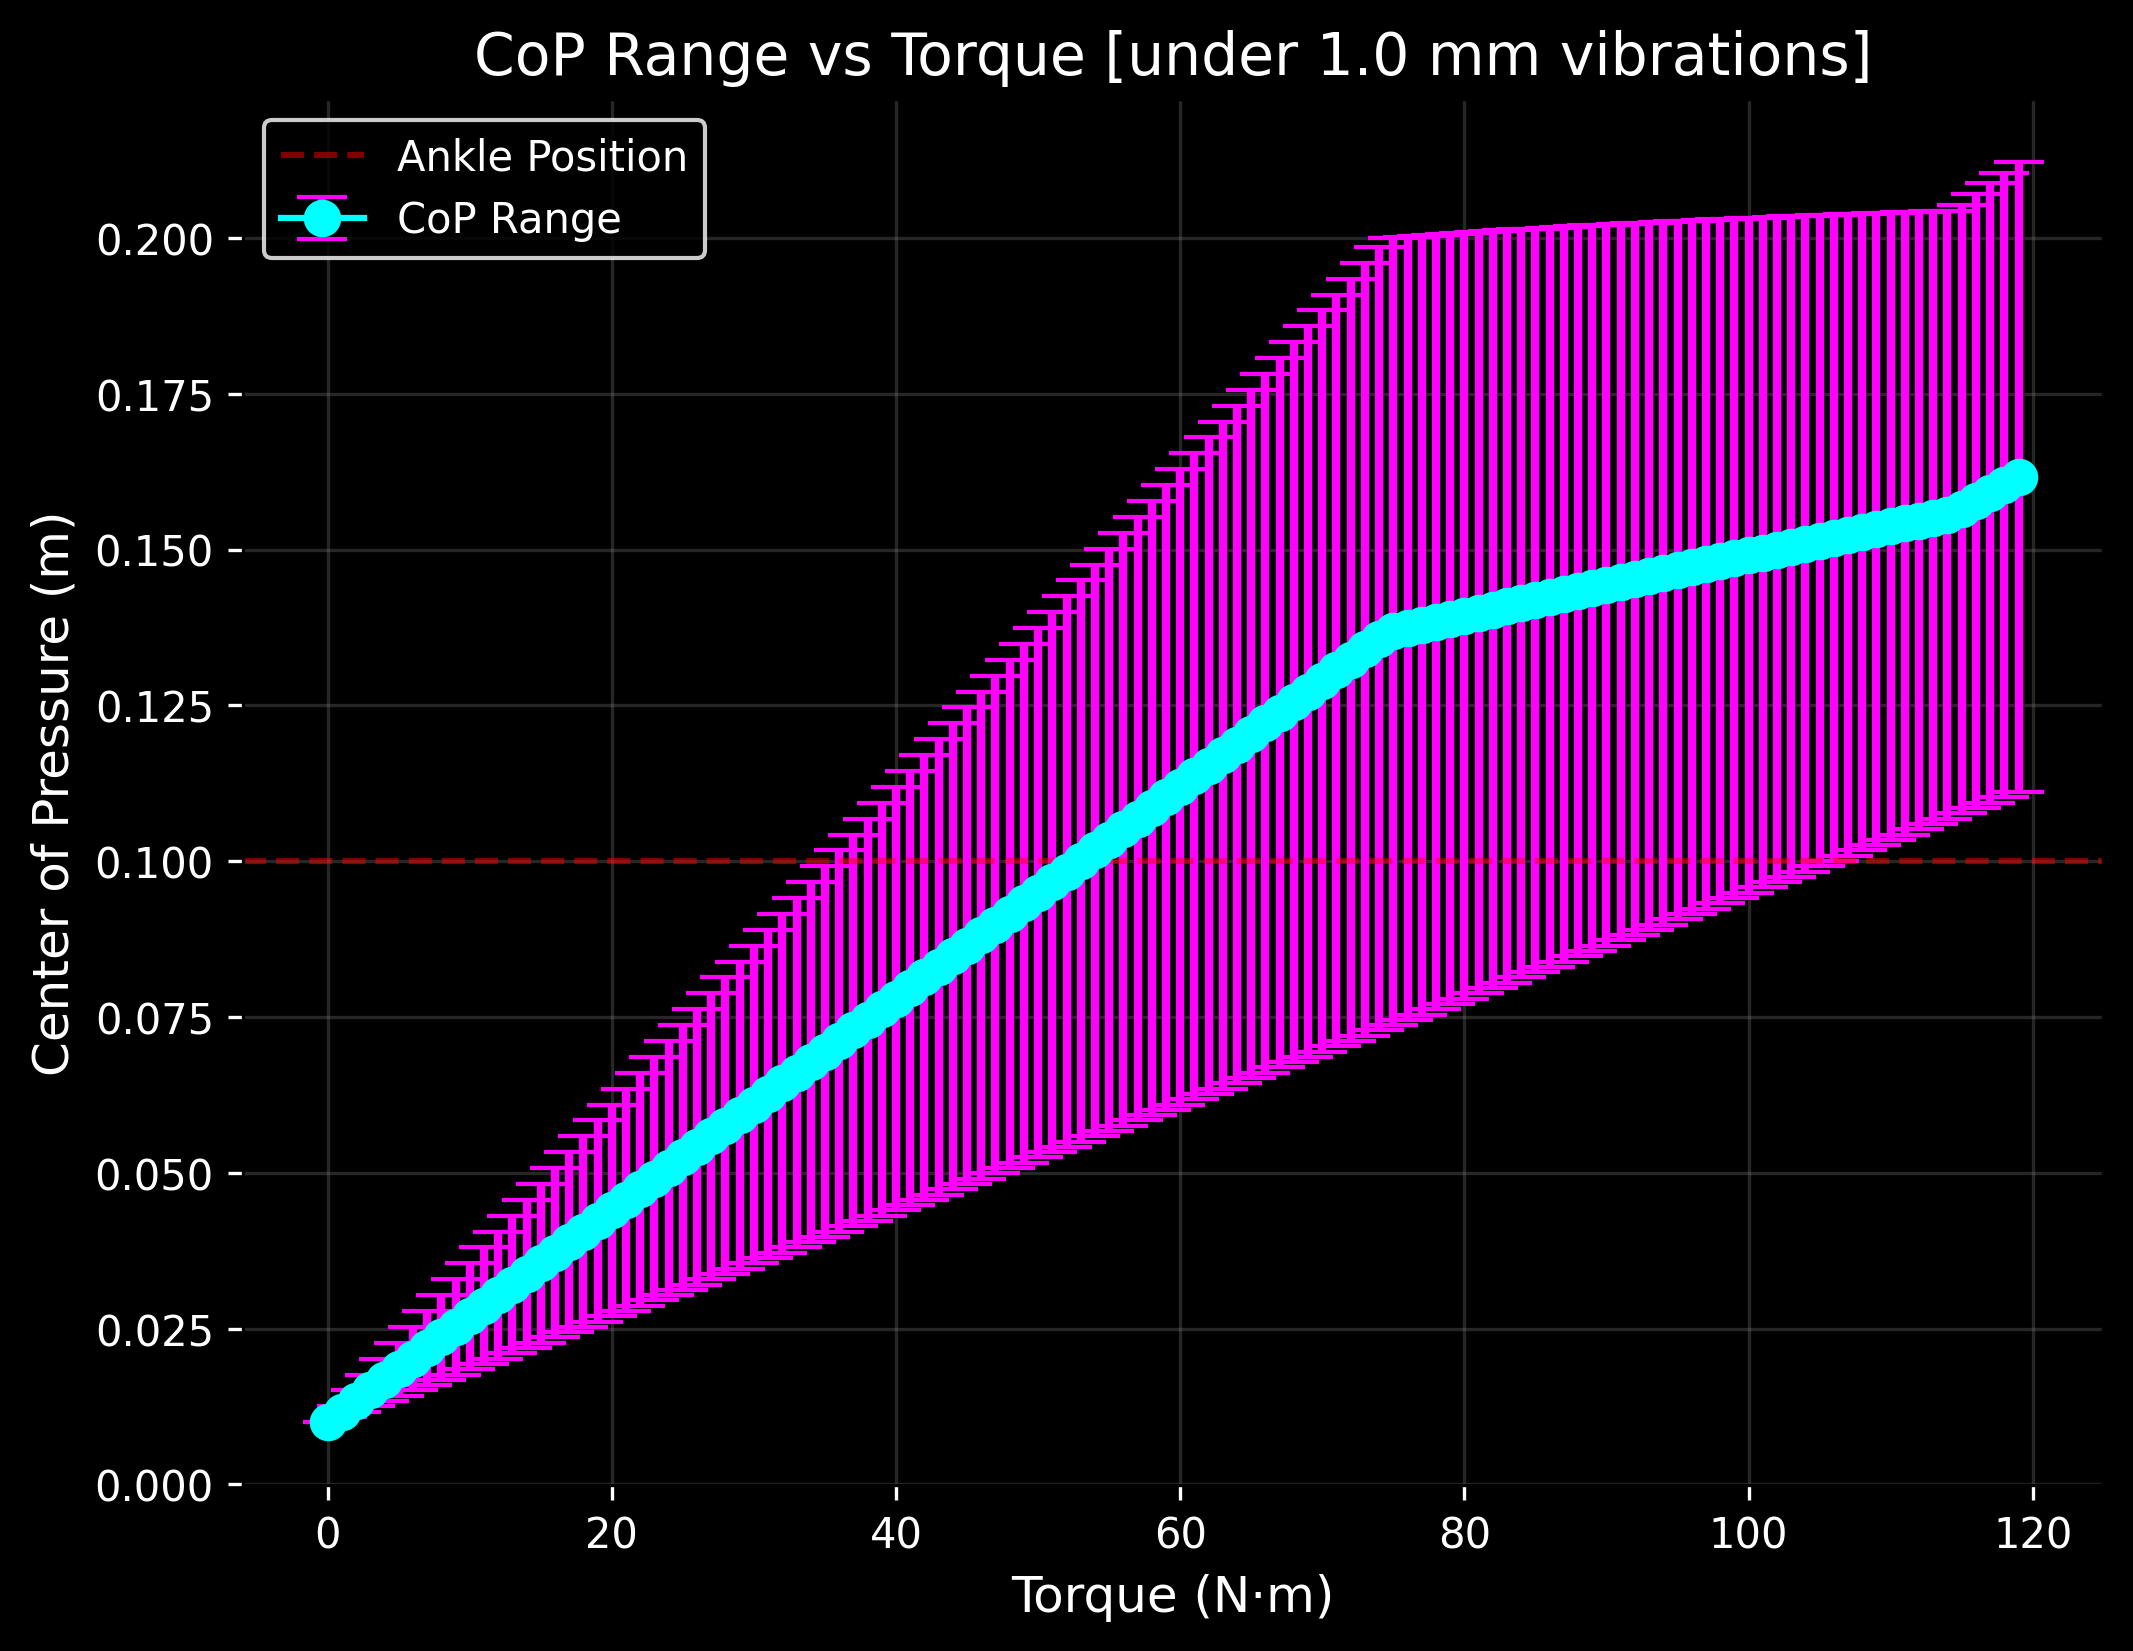 CoP Range vs Torque [under 1.0 mm vibrations]
Ankle Position
CoP Range
Center of Pressure (m)
0.200
0.175
0.150
0.125
0.100
0.075
0.050
0.025
0.000
0 20 40 60 80 100 120
Torque (N·m)